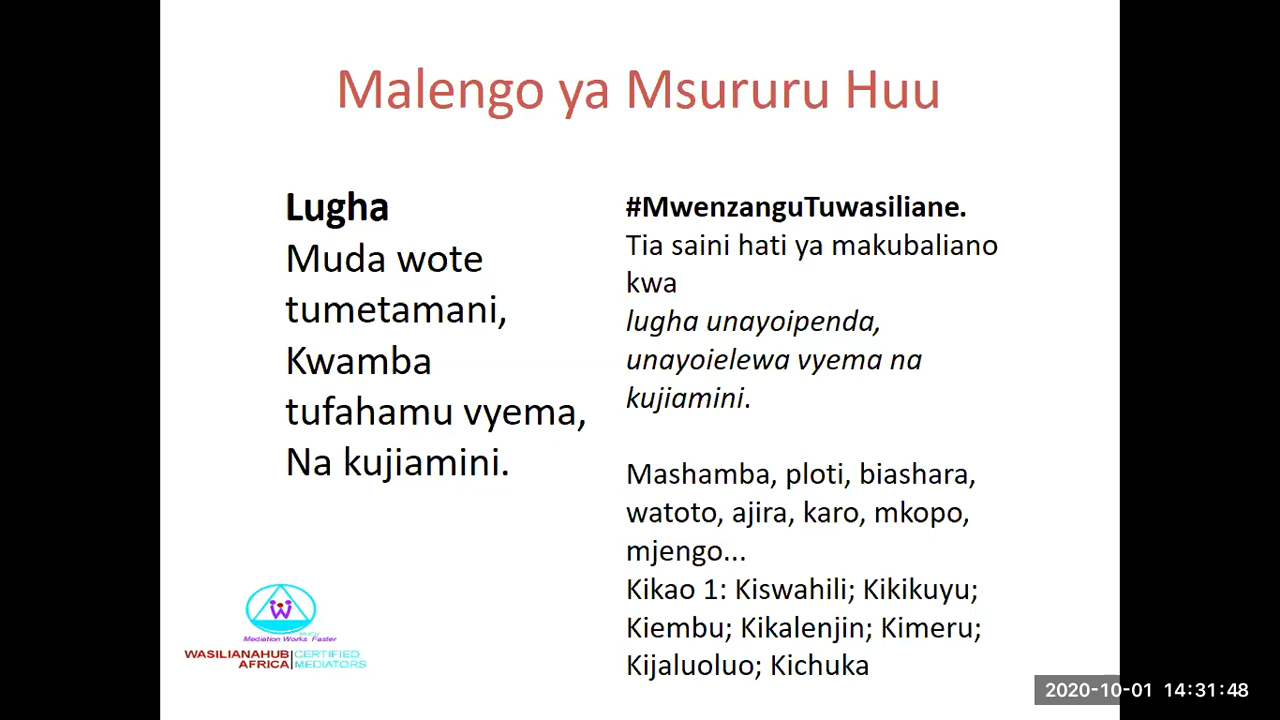 Malengo ya Msururu Huu
Lugha
Muda wote
tumetamani,
Kwamba
tufahamu vyema,
Na kujiamini.
#MwenzanguTuwasiliane.
Tia saini hati ya makubaliano
kwa
lugha unayoipenda,
unayoielewa vyema na
kujiamini.
Mashamba, ploti, biashara,
watoto, ajira, karo, mkopo,
mjengo...
Kikao 1: Kiswahili; Kikikuyu;
Kiembu; Kikalenjin; Kimeru;
Kijaluoluo; Kichuka
W
Mediation Works Faster
WASILIANAHUB CERTIFIED
AFRICA MEDIATORS
2020-10-01 14:31:48